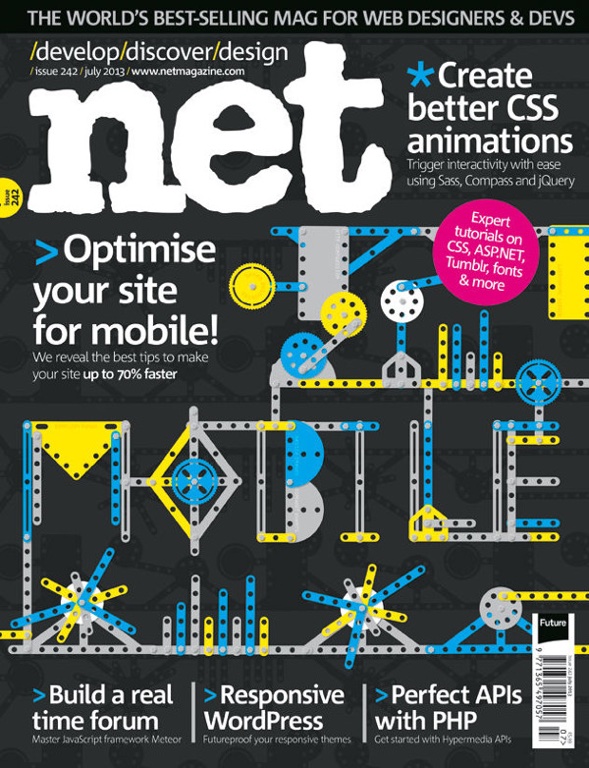 THE WORLD'S BEST-SELLING MAG FOR WEB DESIGNERS & DEVS
/develop/discover/design
/issue 242 / july 2013 / www.netmagazine.com
net
*Create
better CSS
animations
Trigger interactivity with ease
using Sass, Compass and jQuery
issue
242
Expert
tutorials on
CSS, ASP.NET,
Tumblr, fonts
& more
> Optimise
your site
for mobile!
We reveal the best tips to make
your site up to 70% faster
MOBILE
Future
9 771365 497057
07
>Build a real
time forum
Master JavaScript framework Meteor
>Responsive
WordPress
Futureproof your responsive themes
>Perfect APIs
with PHP
Get started with Hypermedia APIs